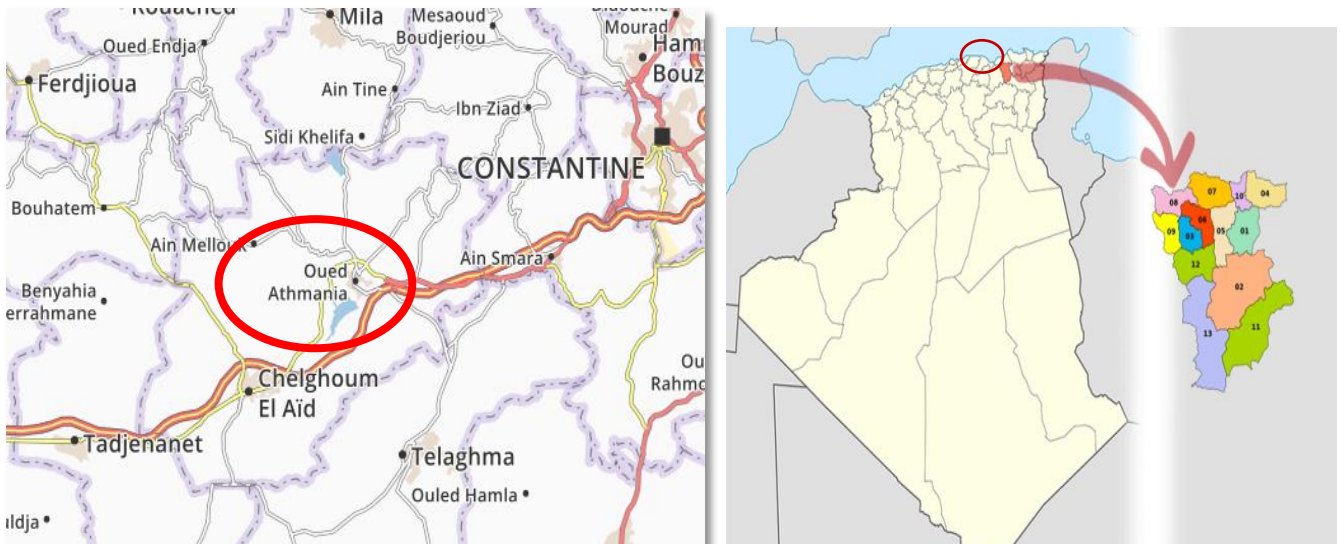 Mila
Mesaoud
Boudjeriou
Mourad
Oued Endja
Ferdjioua
Ain Tine
Ibn Ziad
Sidi Khelifa
CONSTANTINE
Bouhatem
Ain Mellouk
Oued
Athmania
Ain Smara
Benyahia
Chelghoum
El Aïd
Tadjenanet
Telaghma
Ouled Hamla
08
07
10
04
06
09
03
05
01
12
02
13
11